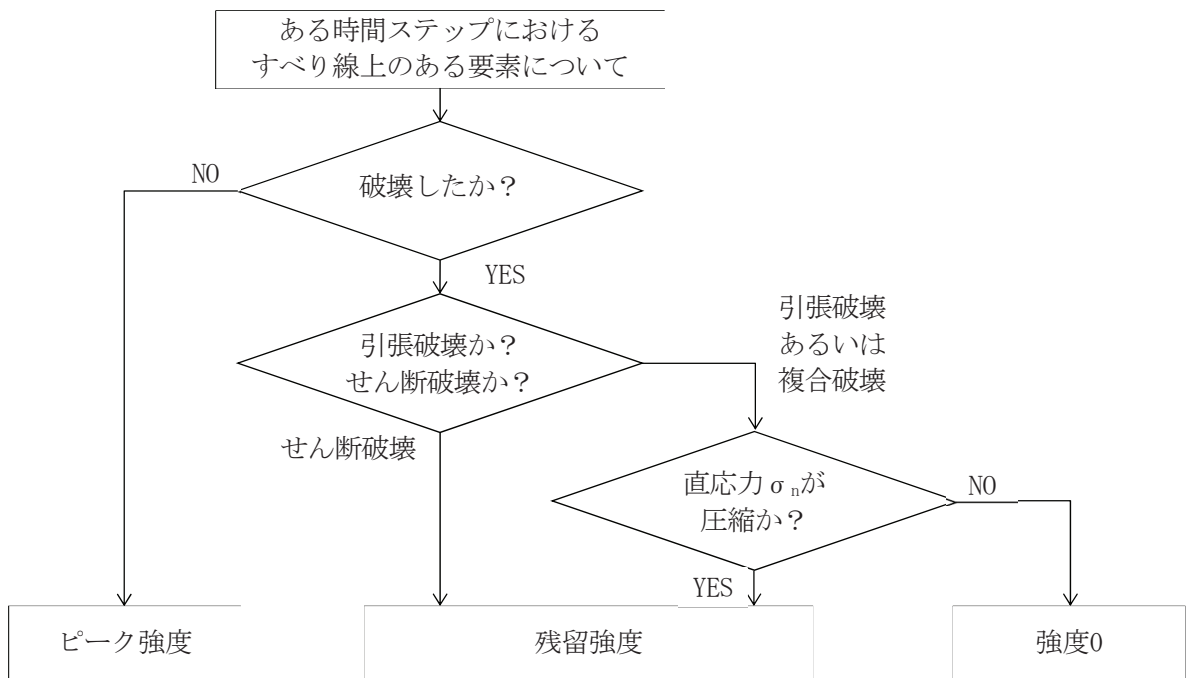 ある時間ステップにおける
すべり線上のある要素について
NO
破壊したか？
YES
引張破壊か？
せん断破壊か？
引張破壊
あるいは
複合破壊
せん断破壊
直応力σnが
圧縮か？
NO
YES
ピーク強度
残留強度
強度0